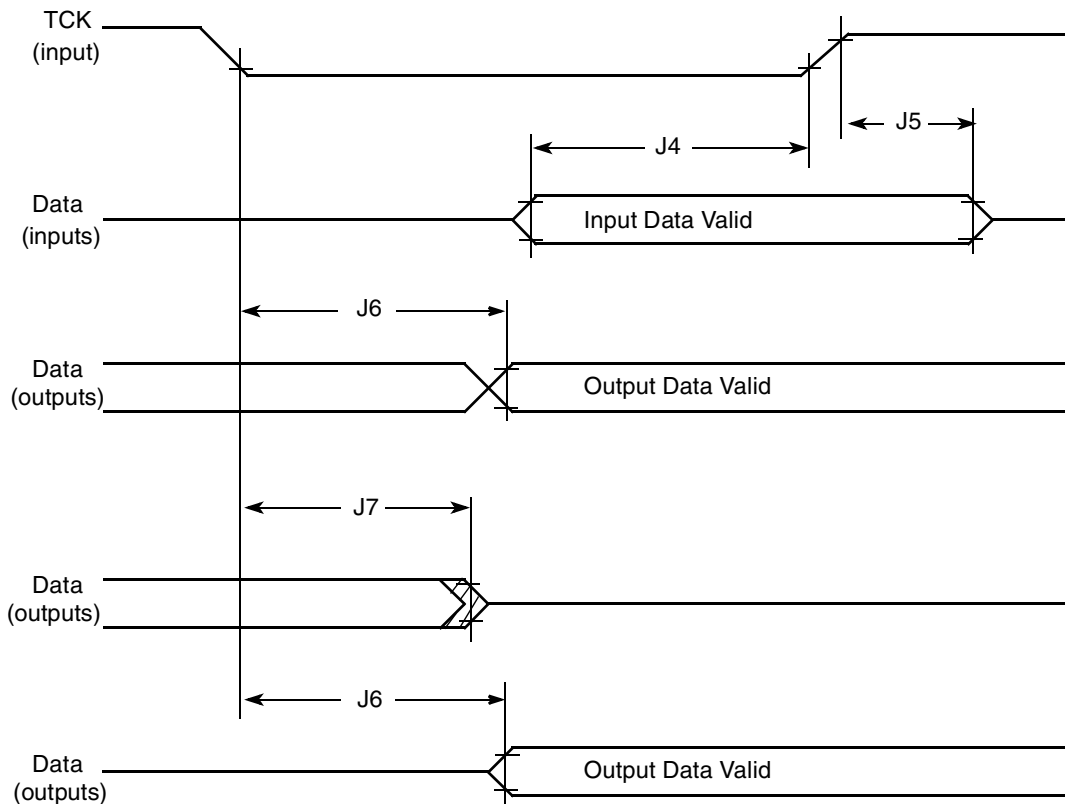 TCK
(input)
J5
J4
Data
(inputs)
Input Data Valid
J6
Data
(outputs)
Output Data Valid
J7
Data
(outputs)
J6
Data
(outputs)
Output Data Valid